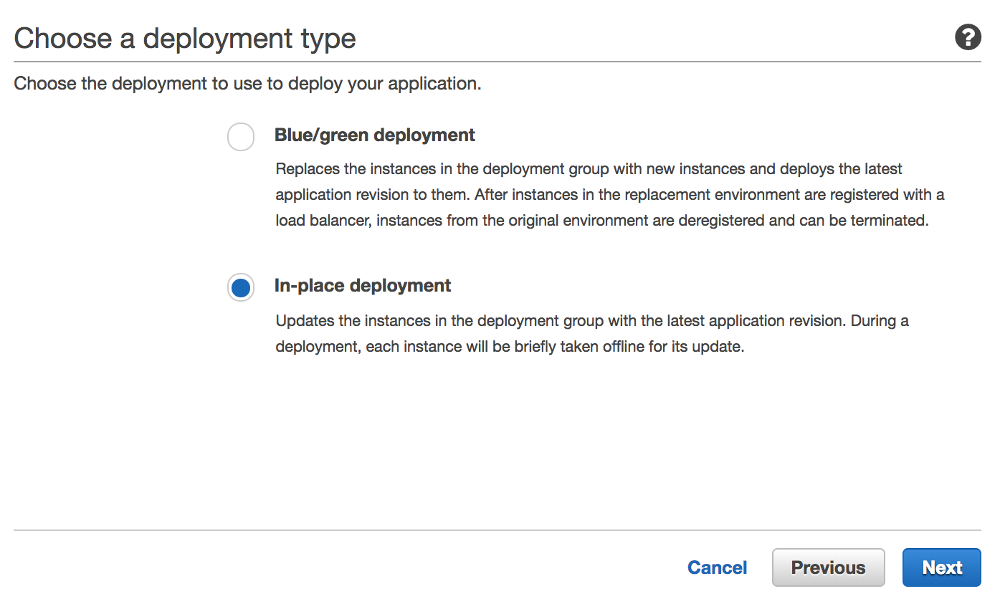 Choose a deployment type
?
Choose the deployment to use to deploy your application.
Blue/green deployment
Replaces the instances in the deployment group with new instances and deploys the latest
application revision to them. After instances in the replacement environment are registered with a
load balancer, instances from the original environment are deregistered and can be terminated.
In-place deployment
Updates the instances in the deployment group with the latest application revision. During a
deployment, each instance will be briefly taken offline for its update.
Cancel
Previous
Next